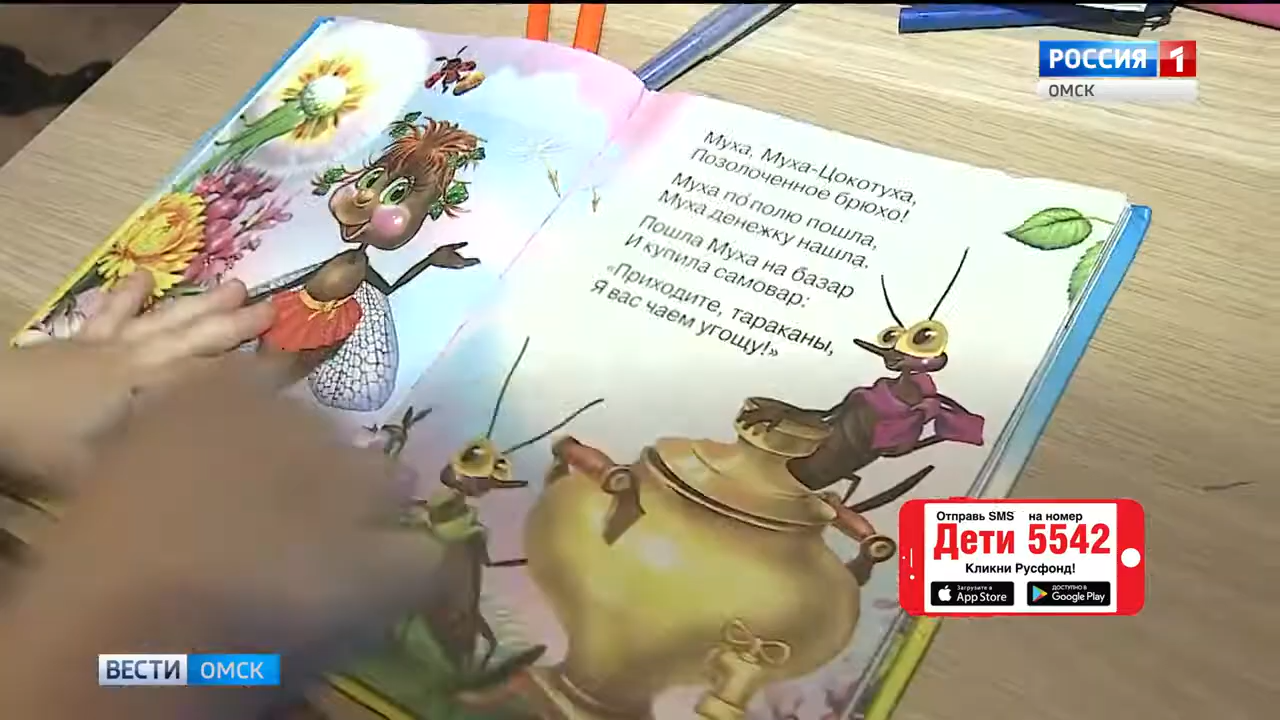 РОССИЯ 1
ОМСК
Муха, Муха-Цокотуха,
Позолоченное брюхо!
Муха по полю пошла,
Муха денежку нашла.
Пошла Муха на базар
И купила самовар:
«Приходите, тараканы,
Я вас чаем угощу!»
Отправь SMS на номер
Дети 5542
Кликни Русфонд!
Загрузите в
App Store
ДОСТУПНО В
Google Play
ВЕСТИ ОМСК